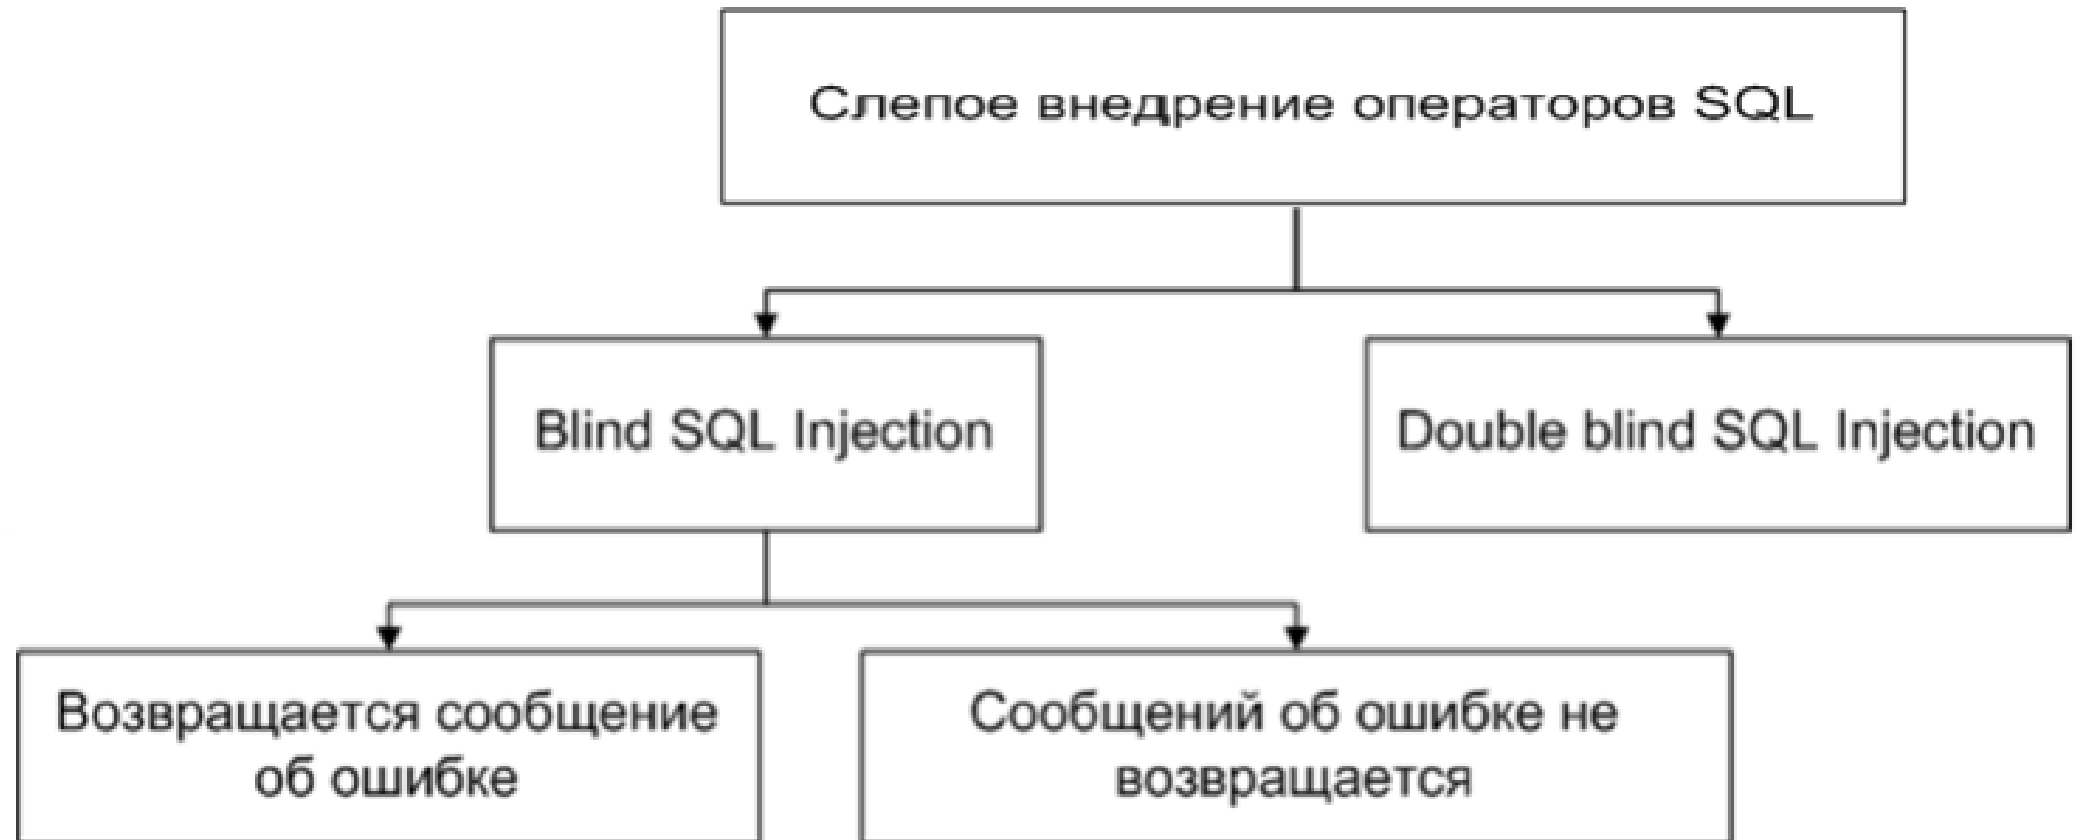 Слепое внедрение операторов SQL
Blind SQL Injection
Double blind SQL Injection
Возвращается сообщение
об ошибке
Сообщений об ошибке не
возвращается